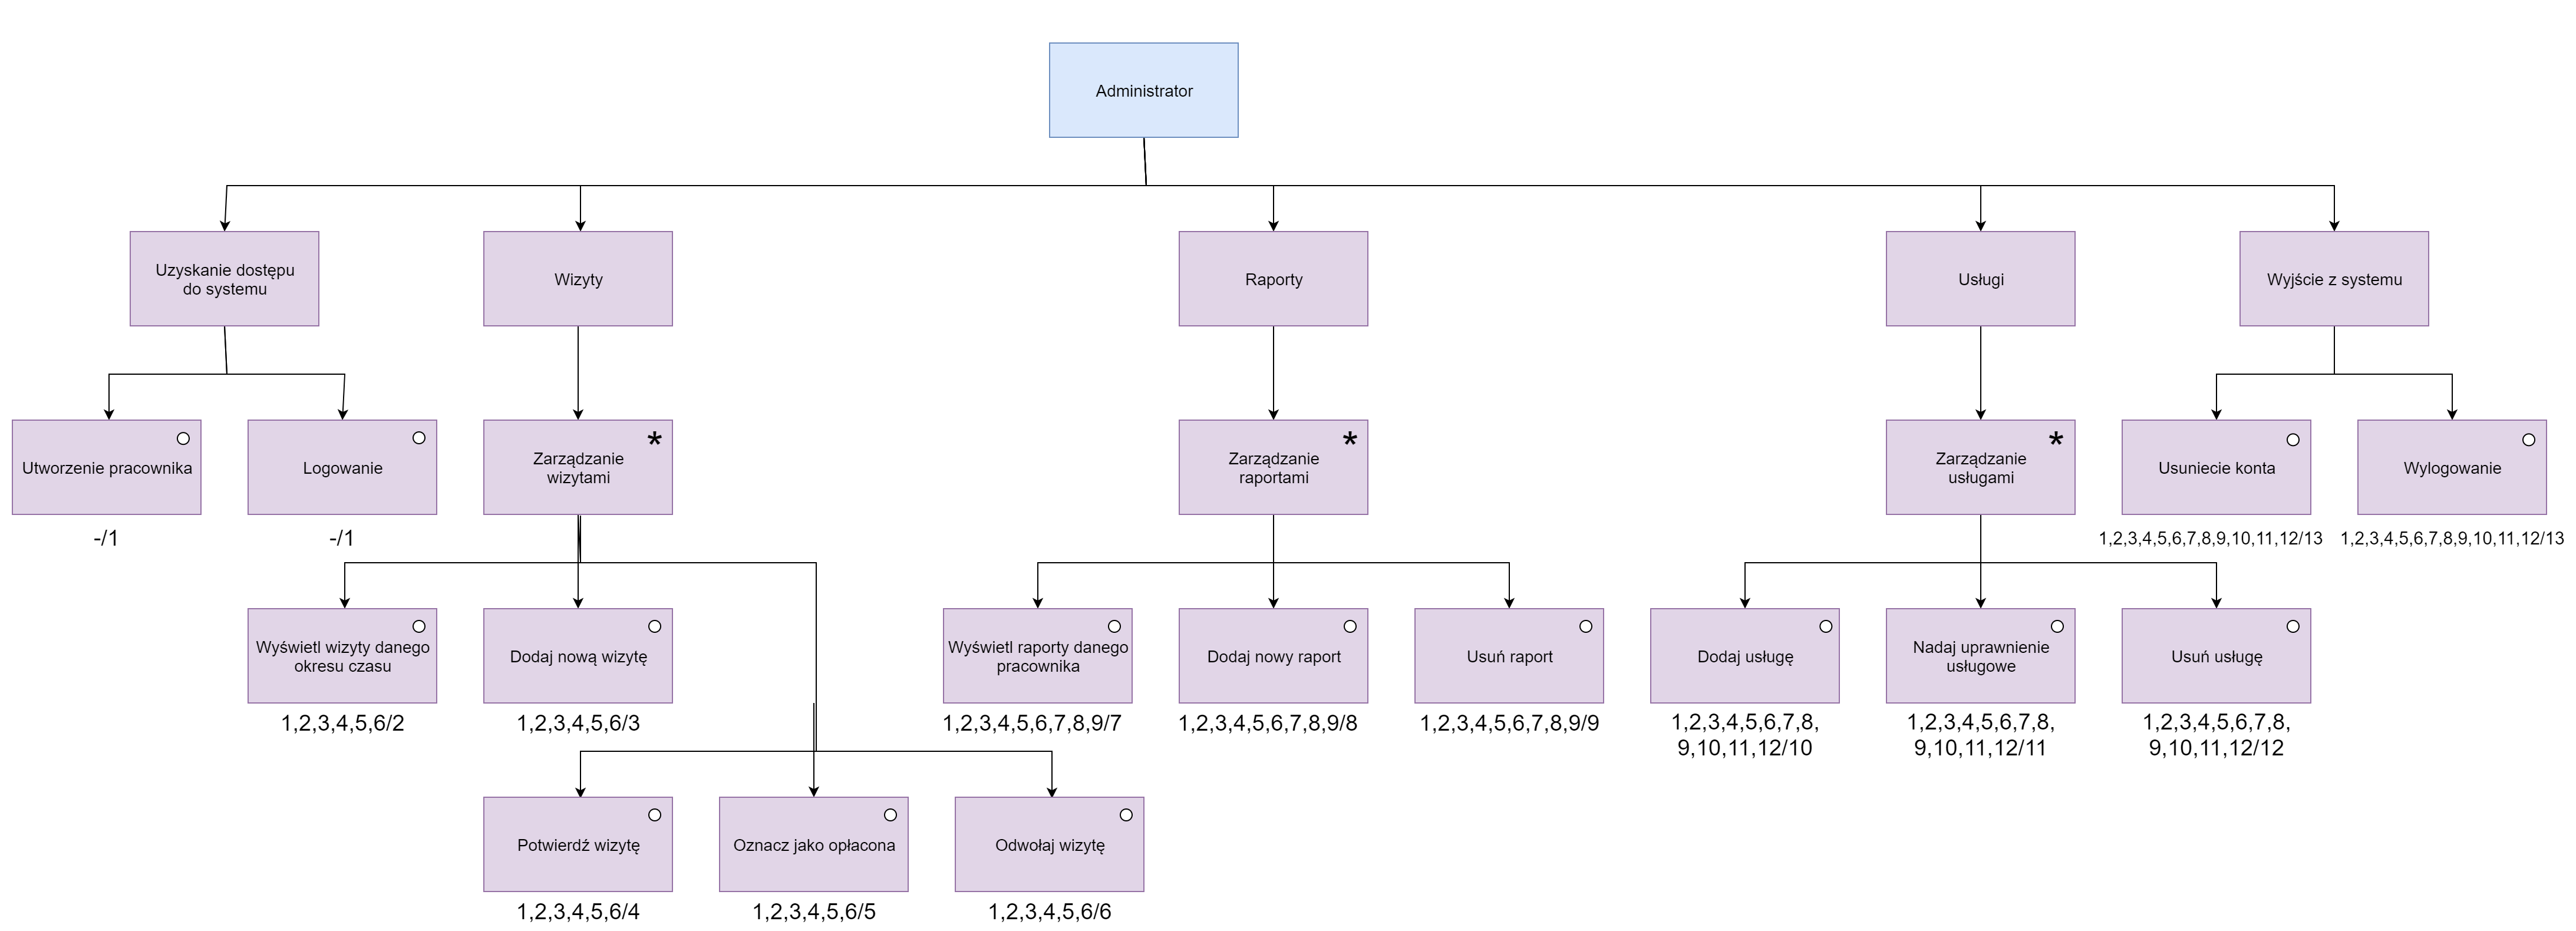 Administrator
Uzyskanie dostępu
do systemu
Wizyty
Raporty
Usługi
Wyjście z systemu
Utworzenie pracownika
Logowanie
Zarządzanie
wizytami
*
Zarządzanie
raportami
*
Zarządzanie
usługami
*
Usuniecie konta
Wylogowanie
-/1
-/1
1,2,3,4,5,6,7,8,9,10,11,12/13
1,2,3,4,5,6,7,8,9,10,11,12/13
Wyświetl wizyty danego
okresu czasu
Dodaj nową wizytę
Wyświetl raporty danego
pracownika
Dodaj nowy raport
Usuń raport
Dodaj usługę
Nadaj uprawnienie
usługowe
Usuń usługę
1,2,3,4,5,6/2
1,2,3,4,5,6/3
1,2,3,4,5,6,7,8,9/7
1,2,3,4,5,6,7,8,9/8
1,2,3,4,5,6,7,8,9/9
1,2,3,4,5,6,7,8,
9,10,11,12/10
1,2,3,4,5,6,7,8,
9,10,11,12/11
1,2,3,4,5,6,7,8,
9,10,11,12/12
Potwierdź wizytę
Oznacz jako opłacona
Odwołaj wizytę
1,2,3,4,5,6/4
1,2,3,4,5,6/5
1,2,3,4,5,6/6